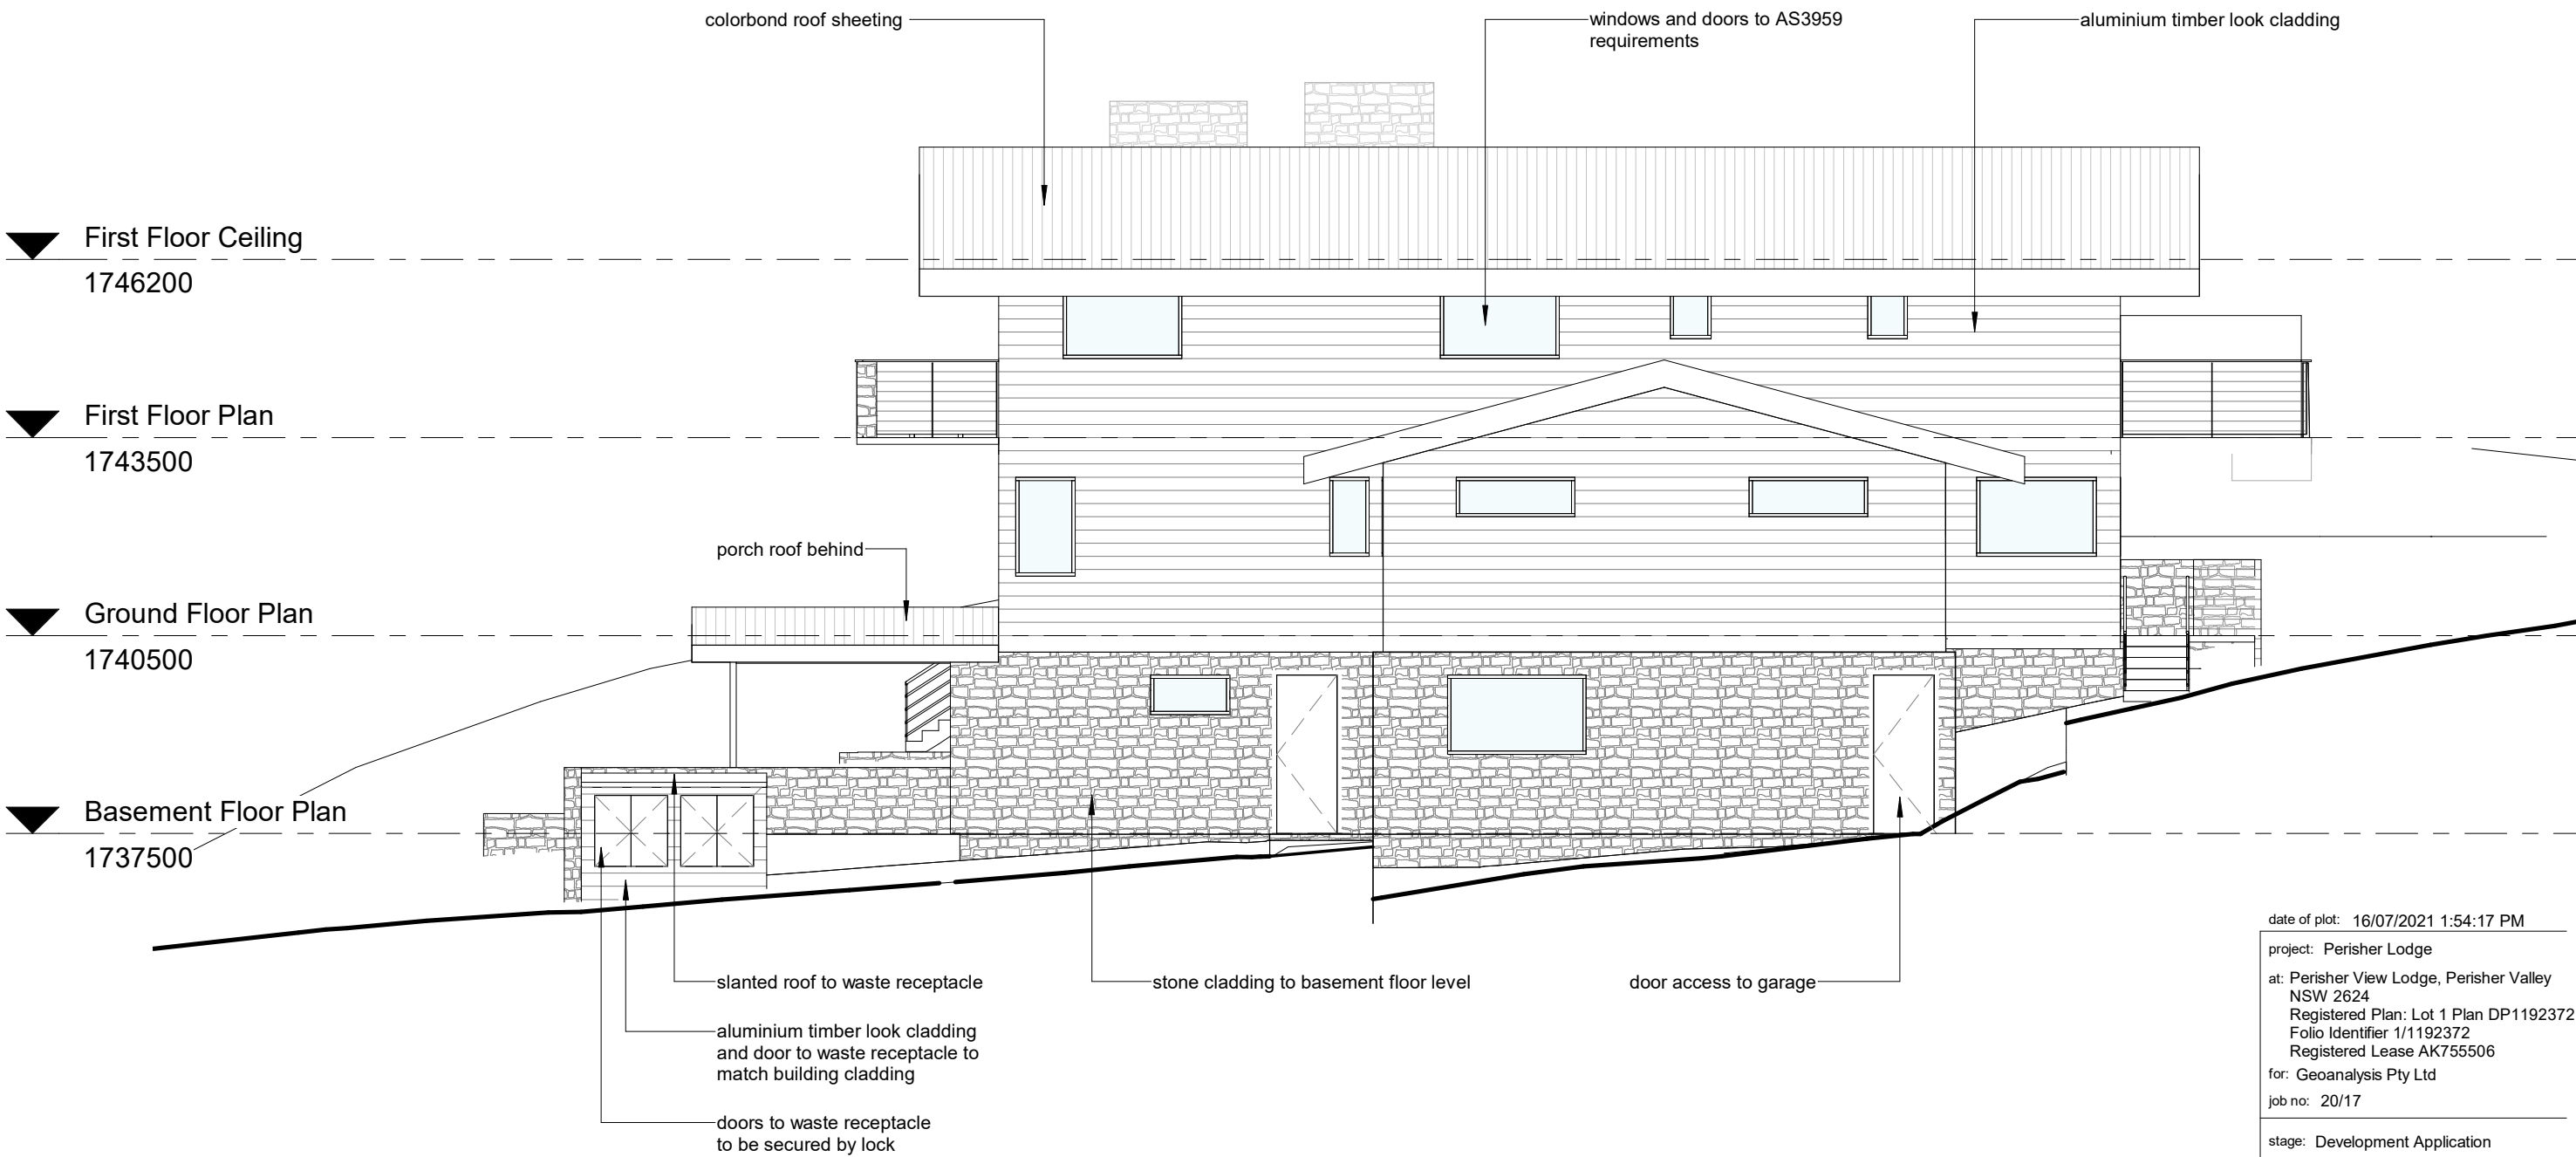 colorbond roof sheeting
windows and doors to AS3959
requirements
aluminium timber look cladding
First Floor Ceiling
1746200
First Floor Plan
1743500
porch roof behind
Ground Floor Plan
1740500
Basement Floor Plan
1737500
slanted roof to waste receptacle
stone cladding to basement floor level
door access to garage
aluminium timber look cladding
and door to waste receptacle to
match building cladding
doors to waste receptacle
to be secured by lock
date of plot: 16/07/2021 1:54:17 PM
project: Perisher Lodge
at: Perisher View Lodge, Perisher Valley
NSW 2624
Registered Plan: Lot 1 Plan DP1192372
Folio Identifier 1/1192372
Registered Lease AK755506
for: Geoanalysis Pty Ltd
job no: 20/17
stage: Development Application